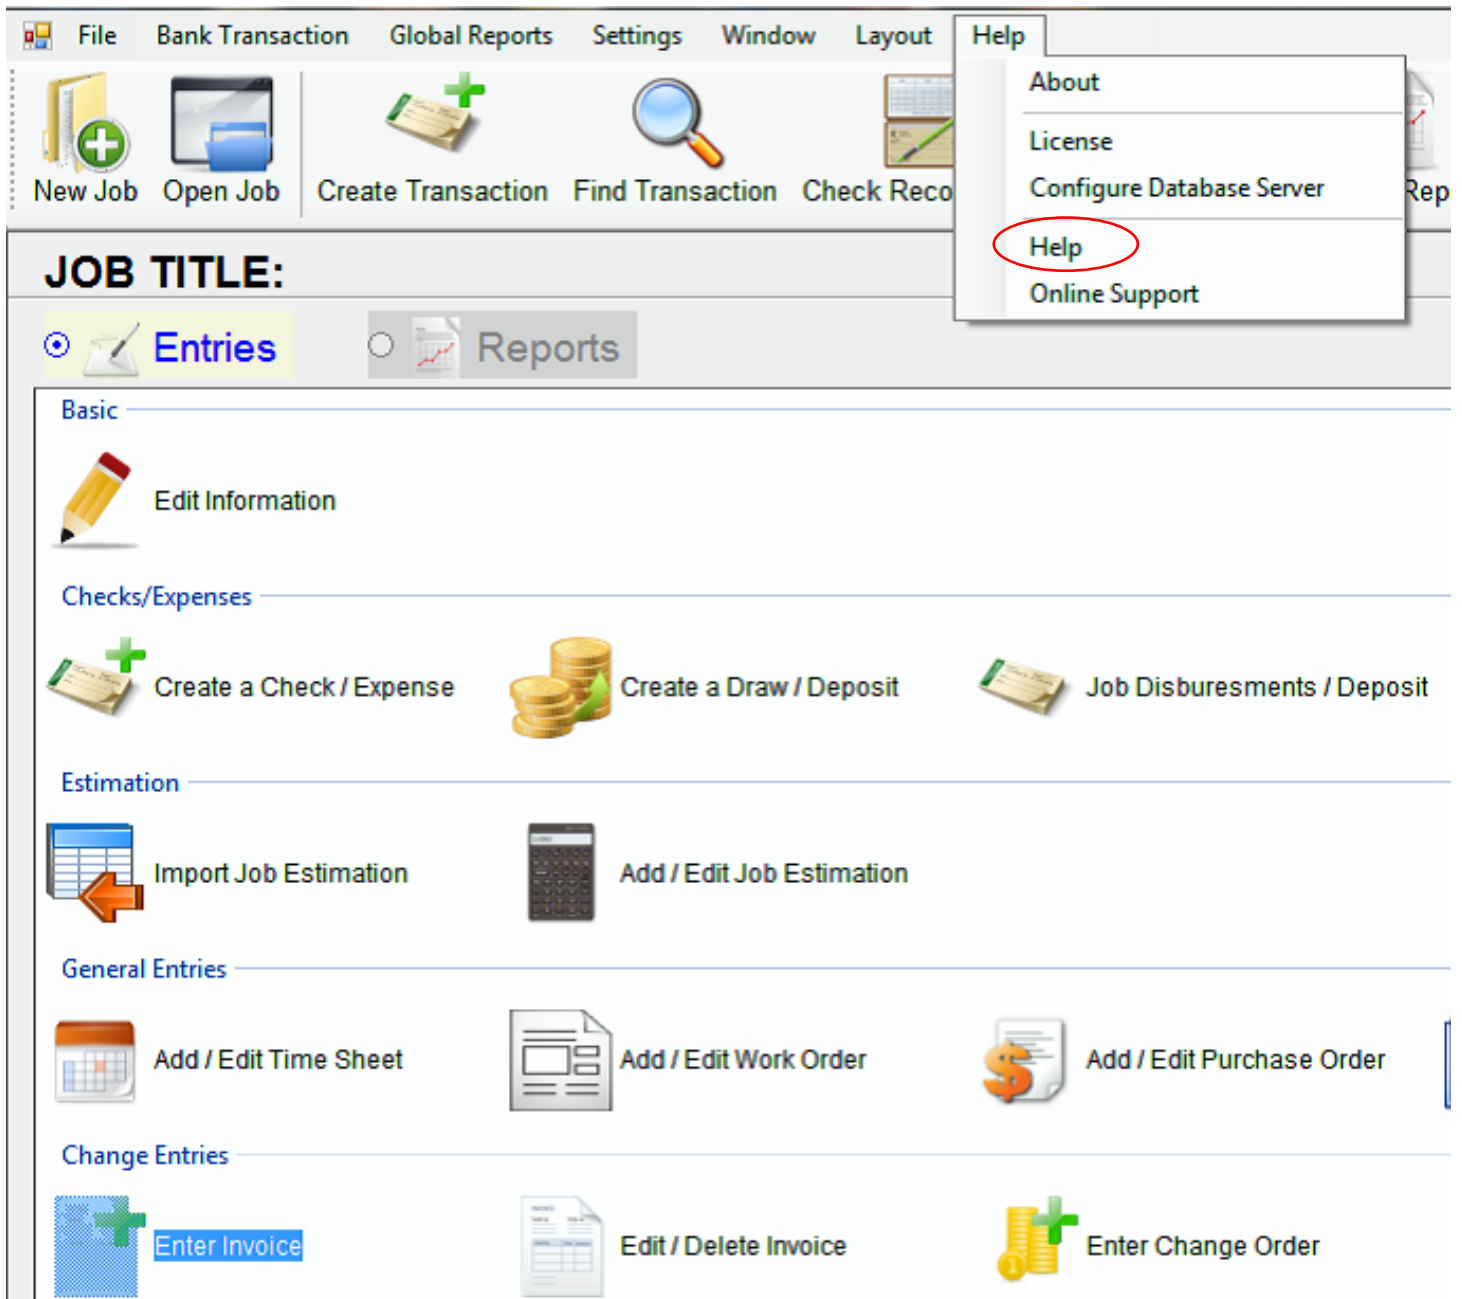 File Bank Transaction Global Reports Settings Window Layout Help
About
License
Configure Database Server
Help
Online Support
New Job Open Job Create Transaction Find Transaction Check Reco Rep
JOB TITLE:
Entries Reports
Basic
Edit Information
Checks/Expenses
Create a Check / Expense Create a Draw / Deposit Job Disburesments / Deposit
Estimation
Import Job Estimation Add / Edit Job Estimation
General Entries
Add / Edit Time Sheet Add / Edit Work Order Add / Edit Purchase Order
Change Entries
Enter Invoice Edit / Delete Invoice Enter Change Order